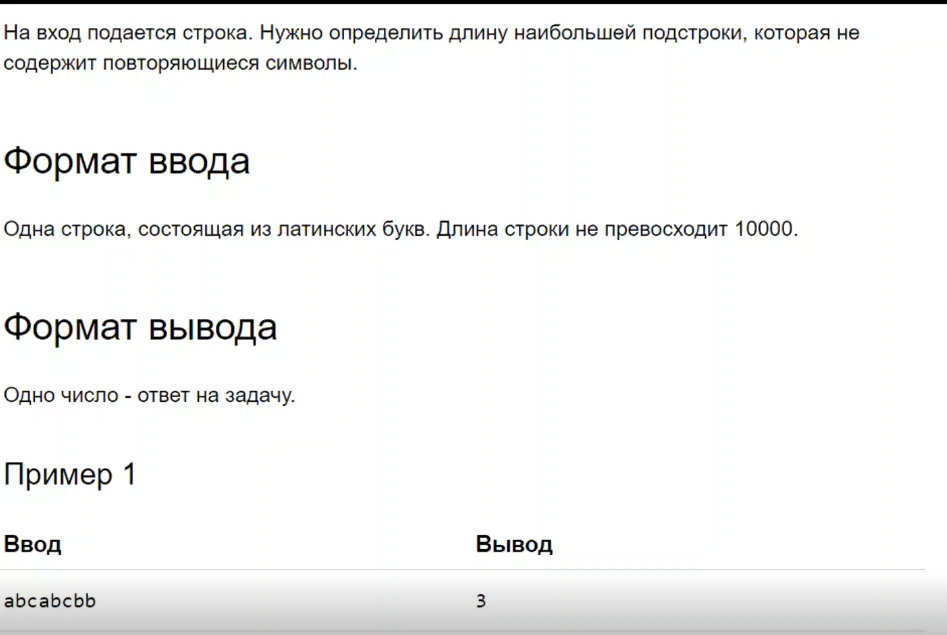 На вход подается строка. Нужно определить длину наибольшей подстроки, которая не
содержит повторяющиеся символы.
Формат ввода
Одна строка, состоящая из латинских букв. Длина строки не превосходит 10000.
Формат вывода
Одно число - ответ на задачу.
Пример 1
Ввод Вывод
abcabcbb 3